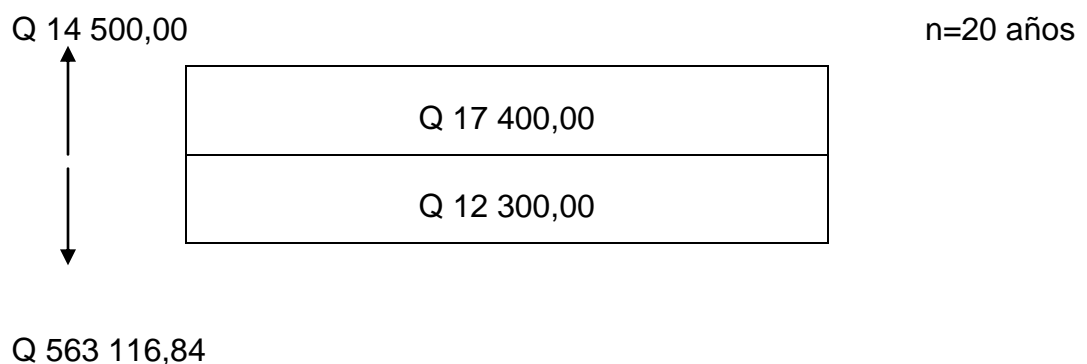 Q 14 500,00 n=20 años
Q 17 400,00
Q 12 300,00
Q 563 116,84